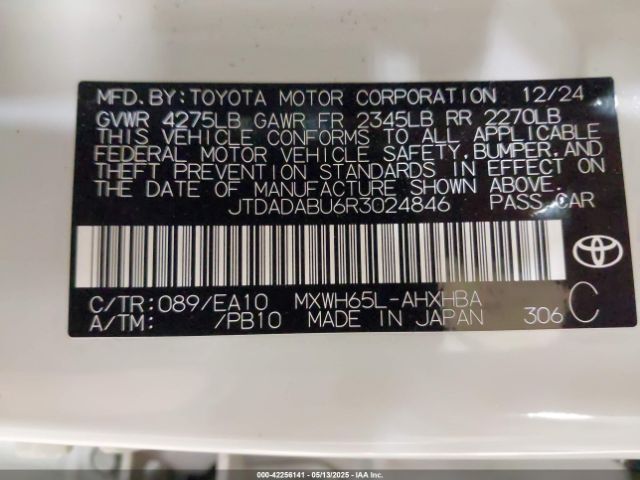 MFD.BY:TOYOTA MOTOR CORPORATION 12/24
GVWR 4275LB GAWR FR 2345LB RR 2270LB
THIS VEHICLE CONFORMS TO ALL APPLICABLE
FEDERAL MOTOR VEHICLE SAFETY,BUMPER,AND
THEFT PREVENTION STANDARDS IN EFFECT ON
THE DATE OF MANUFACTURE SHOWN ABOVE.
JTDADABU6R3024846 PASS.CAR
C/TR:089/EA10 MXWH65L-AHXHBA C
A/TM: /PB10 MADE IN JAPAN 306
000-42256141 - 05/13/2025 - IAAI, Inc.